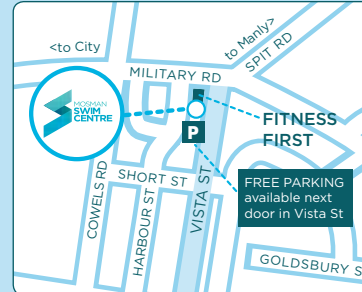 <to City
to Manly>
SPIT RD
MILITARY RD
MOSMAN
SWIM
CENTRE
FITNESS
FIRST
P
SHORT ST
COWELS RD
HARBOUR ST
VISTA ST
FREE PARKING
available next
door in Vista St
GOLDSBURY S